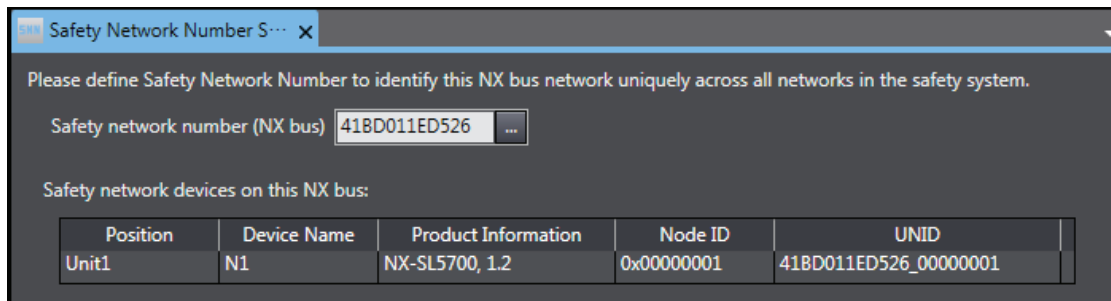 SNN Safety Network Number S···
Please define Safety Network Number to identify this NX bus network uniquely across all networks in the safety system.
Safety network number (NX bus) 41BD011ED526 ...
Safety network devices on this NX bus:
Position Device Name Product Information Node ID UNID
Unit1 N1 NX-SL5700, 1.2 0x00000001 41BD011ED526_00000001